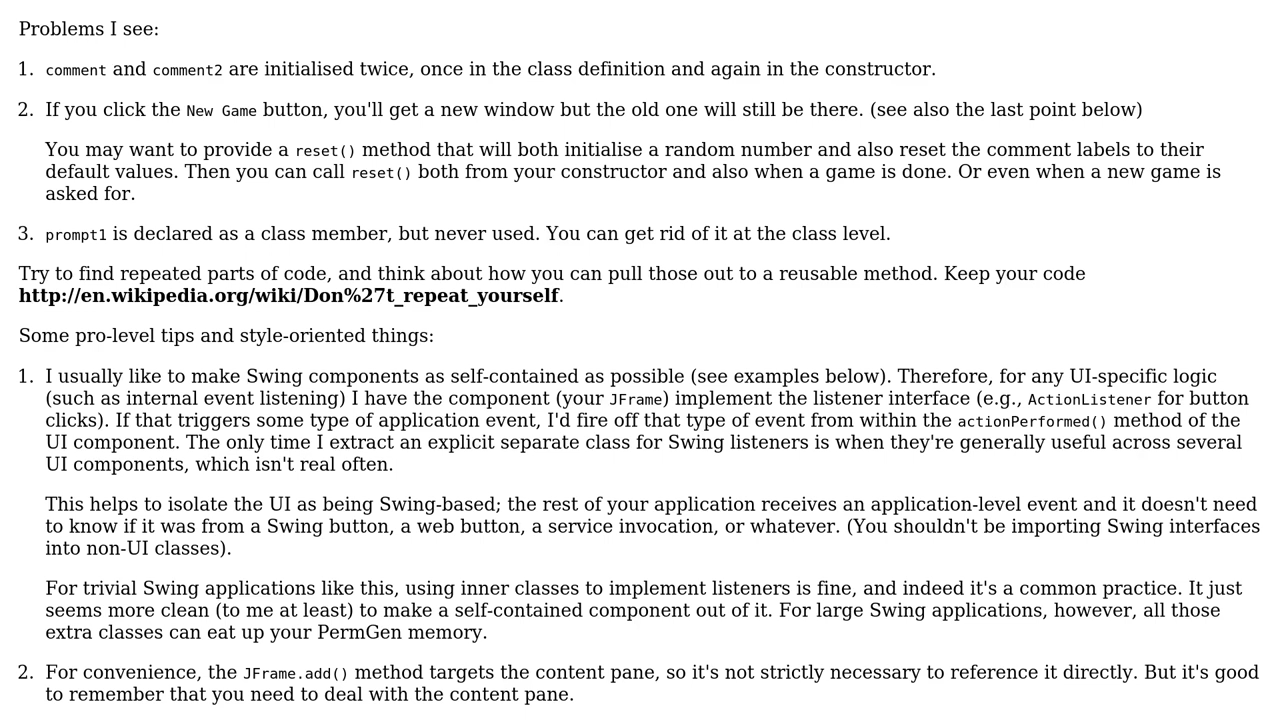 Problems I see:
1. comment and comment2 are initialised twice, once in the class definition and again in the constructor.
2. If you click the New Game button, you'll get a new window but the old one will still be there. (see also the last point below)
You may want to provide a reset() method that will both initialise a random number and also reset the comment labels to their
default values. Then you can call reset() both from your constructor and also when a game is done. Or even when a new game is
asked for.
3. prompt1 is declared as a class member, but never used. You can get rid of it at the class level.
Try to find repeated parts of code, and think about how you can pull those out to a reusable method. Keep your code
http://en.wikipedia.org/wiki/Don%27t_repeat_yourself.
Some pro-level tips and style-oriented things:
1. I usually like to make Swing components as self-contained as possible (see examples below). Therefore, for any UI-specific logic
(such as internal event listening) I have the component (your JFrame) implement the listener interface (e.g., ActionListener for button
clicks). If that triggers some type of application event, I'd fire off that type of event from within the actionPerformed() method of the
UI component. The only time I extract an explicit separate class for Swing listeners is when they're generally useful across several
UI components, which isn't real often.
This helps to isolate the UI as being Swing-based; the rest of your application receives an application-level event and it doesn't need
to know if it was from a Swing button, a web button, a service invocation, or whatever. (You shouldn't be importing Swing interfaces
into non-UI classes).
For trivial Swing applications like this, using inner classes to implement listeners is fine, and indeed it's a common practice. It just
seems more clean (to me at least) to make a self-contained component out of it. For large Swing applications, however, all those
extra classes can eat up your PermGen memory.
2. For convenience, the JFrame.add() method targets the content pane, so it's not strictly necessary to reference it directly. But it's good
to remember that you need to deal with the content pane.